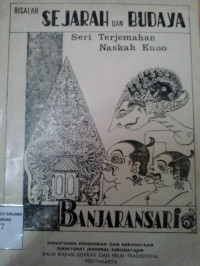 RISALAH SEJARAH DAN BUDAYA
Seri Terjemahan
Naskah Kuno
BANJARANSARI
DEPARTEMEN PENDIDIKAN DAN KEBUDAYAAN
DIREKTORAT JENDERAL KEBUDAYAAN
BALAI KAJIAN SEJARAH DAN NILAI TRADISIONAL
YOGYAKARTA